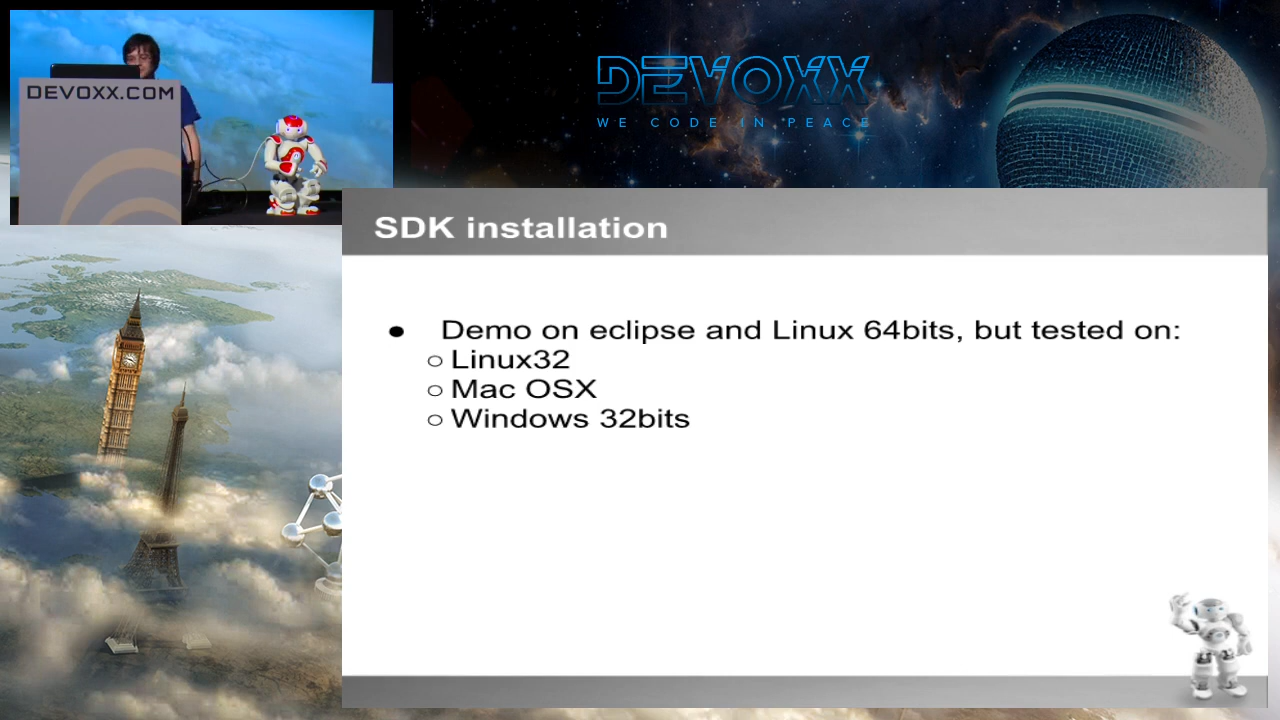 DEVOXX.COM
DEVOXX
WE CODE IN PEACE
SDK installation
● Demo on eclipse and Linux 64bits, but tested on:
○ Linux32
○ Mac OSX
○ Windows 32bits